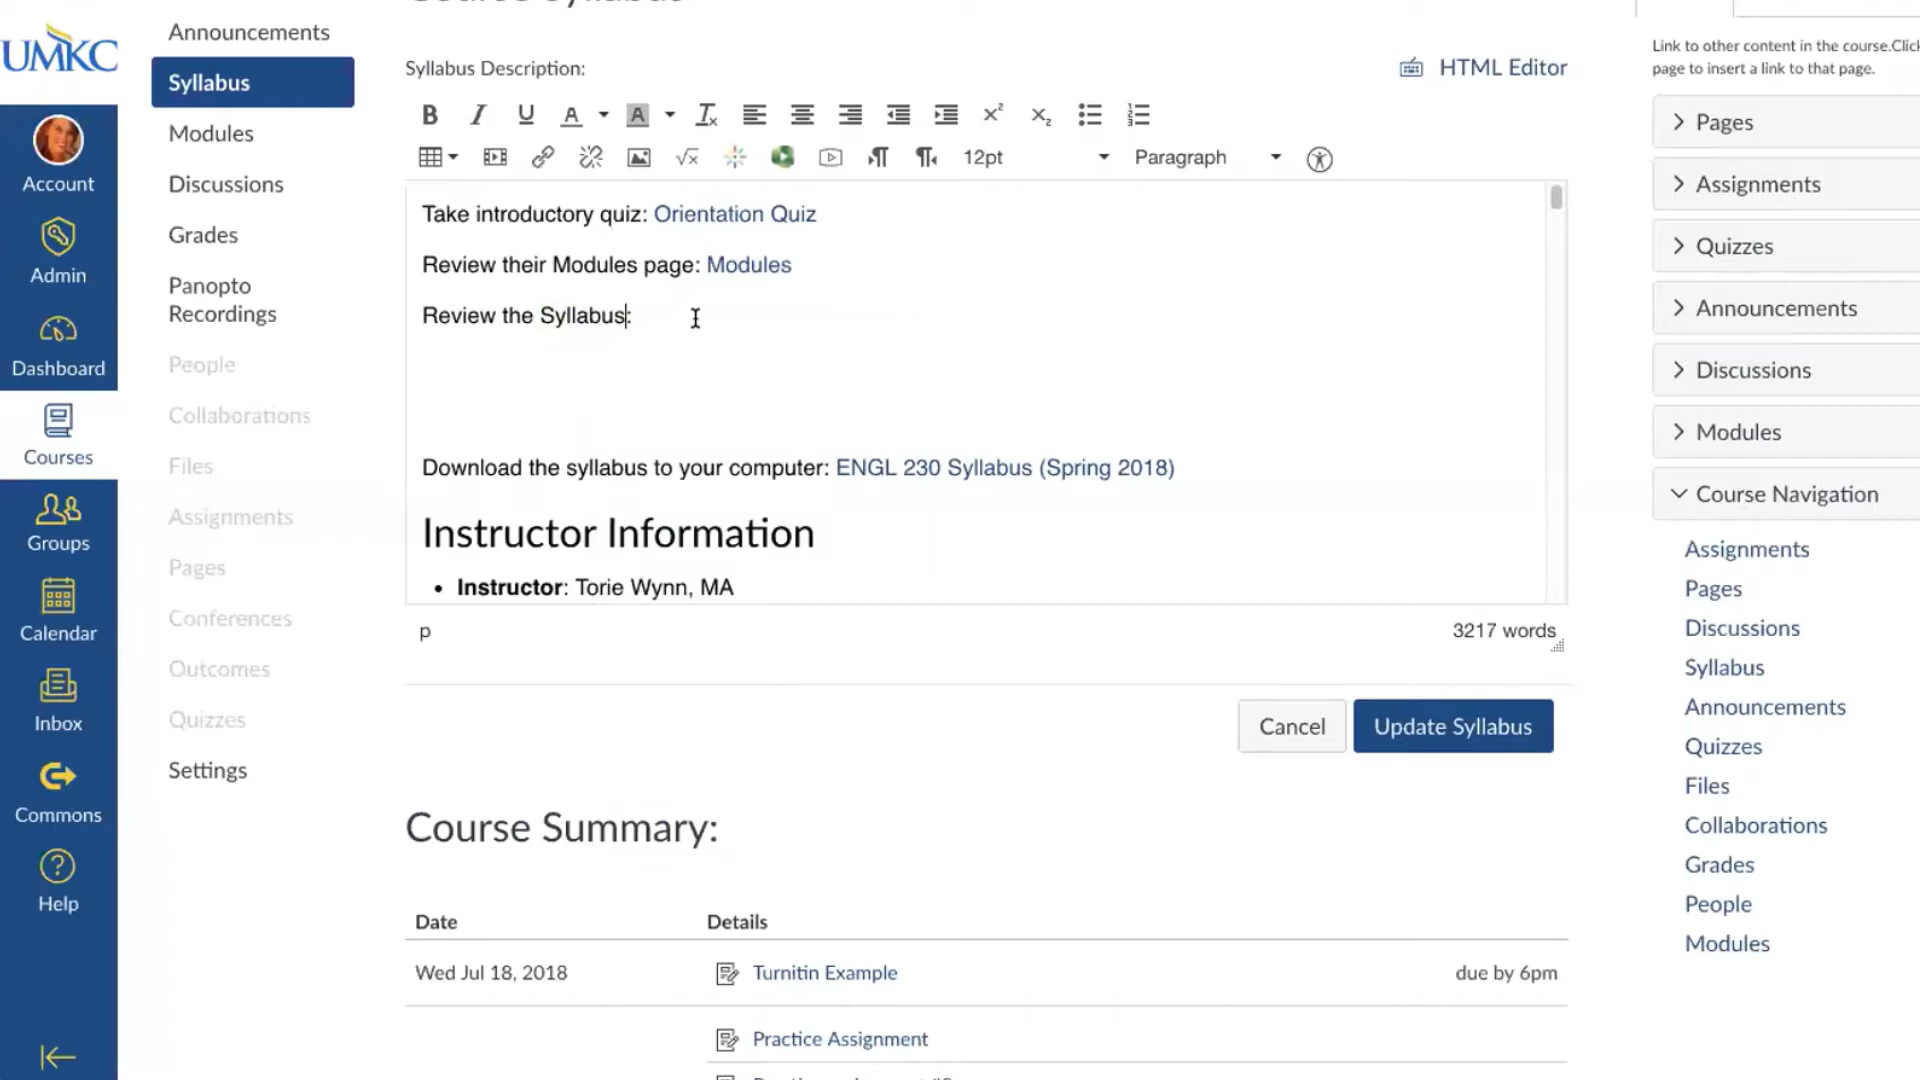 Course Syllabus
UMKC
Account
Admin
Dashboard
Courses
Groups
Calendar
Inbox
Commons
Help
Announcements
Syllabus
Modules
Discussions
Grades
Panopto
Recordings
People
Collaborations
Files
Assignments
Pages
Conferences
Outcomes
Quizzes
Settings
Syllabus Description:
HTML Editor
12pt
Paragraph
Take introductory quiz: Orientation Quiz
Review their Modules page: Modules
Review the Syllabus:
Download the syllabus to your computer: ENGL 230 Syllabus (Spring 2018)
Instructor Information
• Instructor: Torie Wynn, MA
p
3217 words
Cancel
Update Syllabus
Course Summary:
Date Details
Wed Jul 18, 2018 Turnitin Example due by 6pm
Practice Assignment
Link to other content in the course.Click
page to insert a link to that page.
Pages
Assignments
Quizzes
Announcements
Discussions
Modules
Course Navigation
Assignments
Pages
Discussions
Syllabus
Announcements
Quizzes
Files
Collaborations
Grades
People
Modules